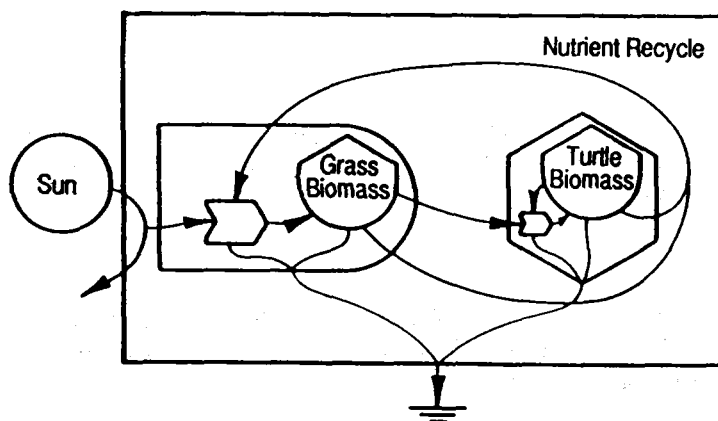 Nutrient Recycle
Sun
Grass
Biomass
Turtle
Biomass